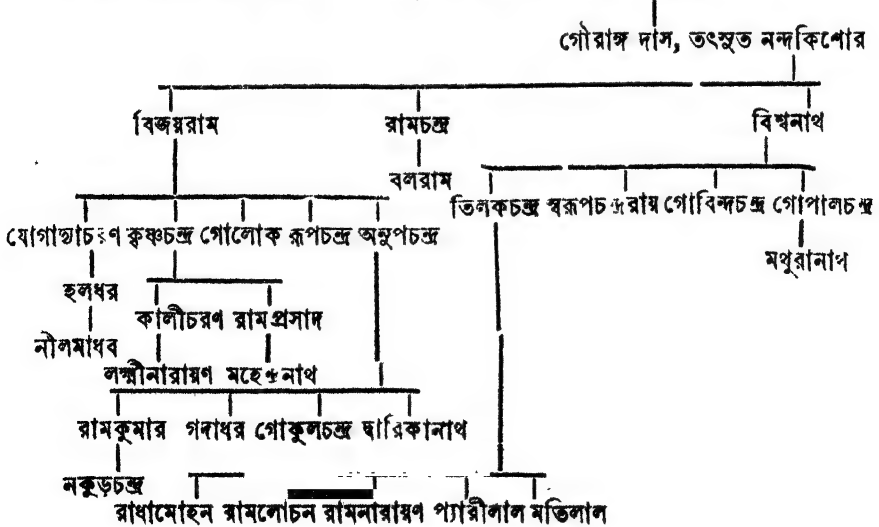 গৌরাঙ্গ দাস, তৎসুত নন্দকিশোর
বিজয়রাম রামচন্দ্র বিশ্বনাথ
বলরাম
তিলকচন্দ্র স্বরূপচন্দ্ররায় গোবিন্দচন্দ্র গোপালচন্দ্র
যোগাদ্যাচরণ কৃষ্ণচন্দ্র গোলোক রূপচন্দ্র অনুপচন্দ্র
মথুরানাথ
হলধর
কালীচরণ রামপ্রসাদ
নীলমাধব
লক্ষ্মীনারায়ণ মহেন্দ্রনাথ
রামকুমার গদাধর গোকুলচন্দ্র দ্বারিকানাথ
নকুড়চন্দ্র
রাধামোহন রামলোচন রামনারায়ণ প্যারীলাল মতিলাল